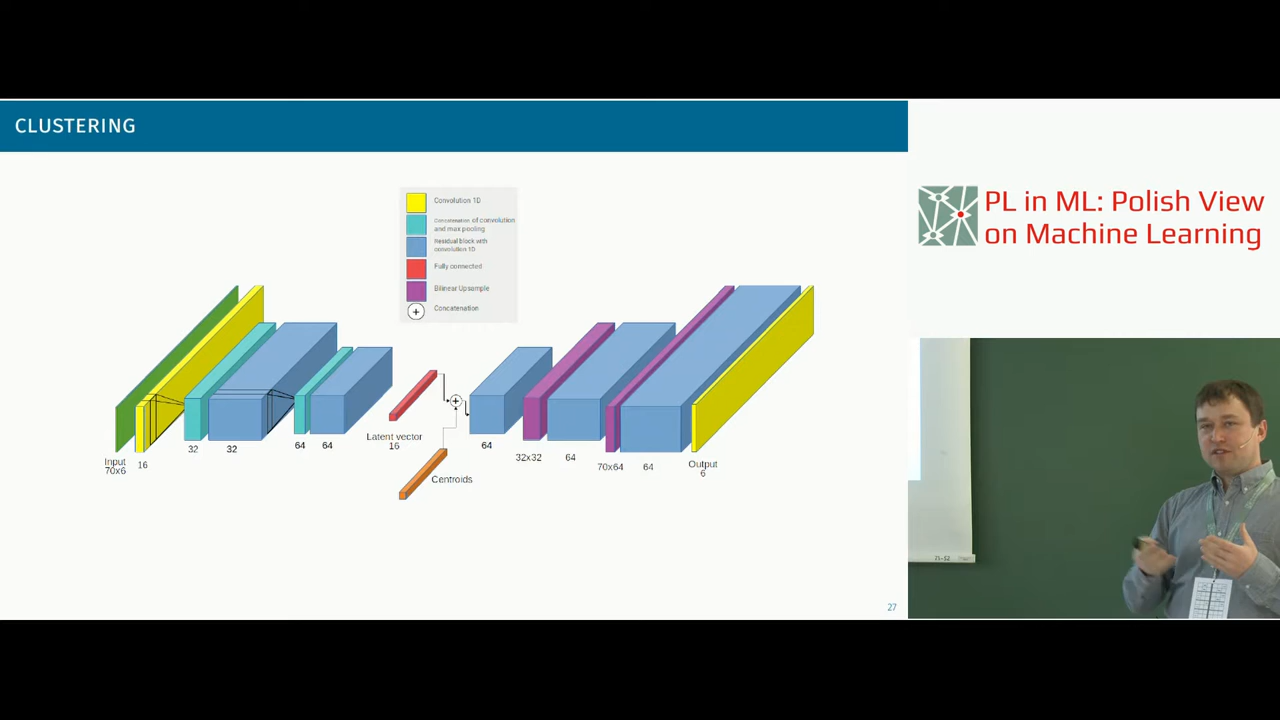 CLUSTERING
Convolution 1D
Concatenation of convolution
and max pooling
Residual block with
convolution 1D
Fully connected
Bilinear Upsample
+
Concatenation
Input
70x6
16
32
32
64
64
Latent vector
16
+
Centroids
64
32x32
64
70x64
64
Output
6
27
PL in ML: Polish View
on Machine Learning